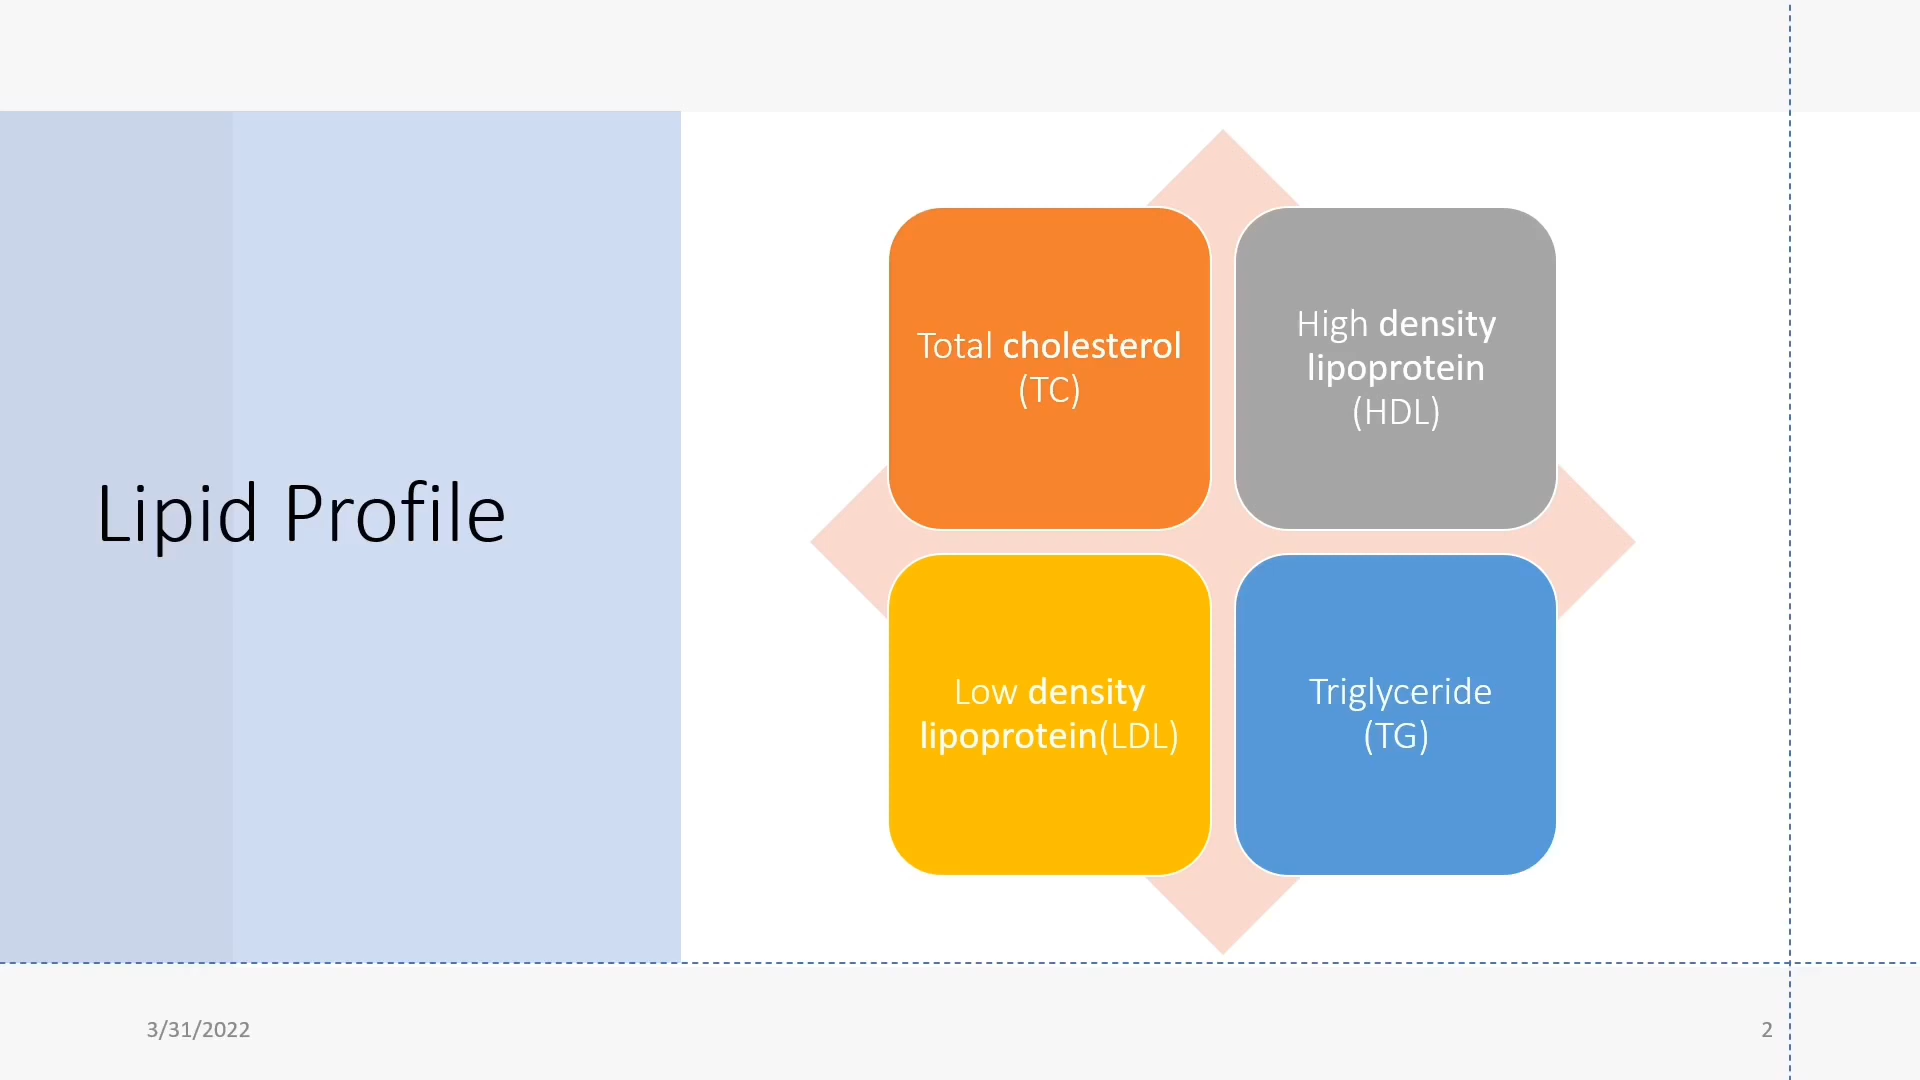 Lipid Profile
Total cholesterol
(TC)
High density
lipoprotein
(HDL)
Low density
lipoprotein(LDL)
Triglyceride
(TG)
3/31/2022
2